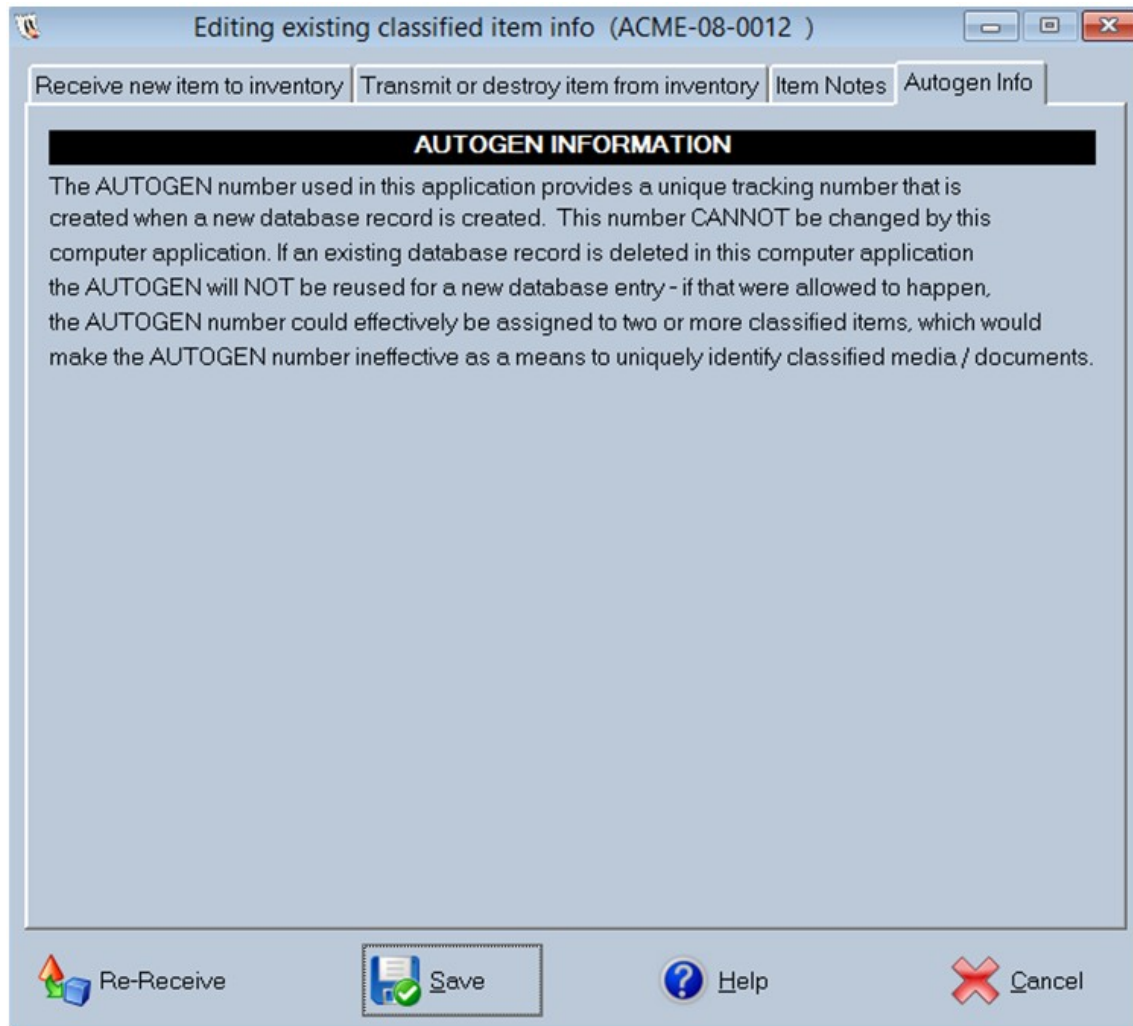 Editing existing classified item info (ACME-08-0012 )
Receive new item to inventory
Transmit or destroy item from inventory
Item Notes
Autogen Info
AUTOGEN INFORMATION
The AUTOGEN number used in this application provides a unique tracking number that is
created when a new database record is created.  This number CANNOT be changed by this
computer application. If an existing database record is deleted in this computer application
the AUTOGEN will NOT be reused for a new database entry - if that were allowed to happen,
the AUTOGEN number could effectively be assigned to two or more classified items, which would
make the AUTOGEN number ineffective as a means to uniquely identify classified media / documents.
Re-Receive
Save
Help
Cancel